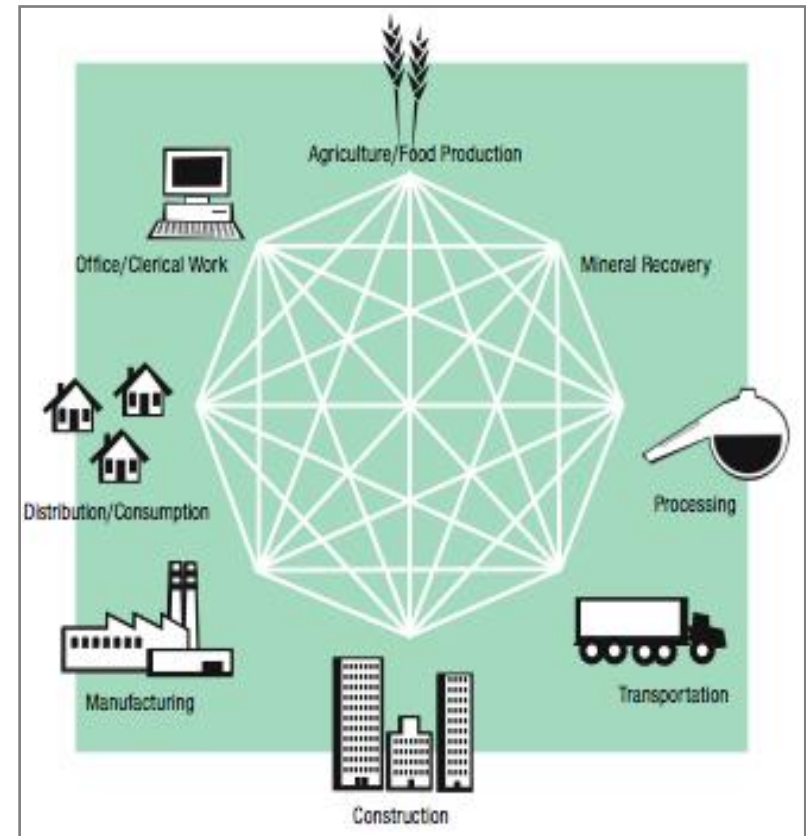 Agriculture/Food Production
Office/Clerical Work
Mineral Recovery
Distribution/Consumption
Processing
Manufacturing
Transportation
Construction